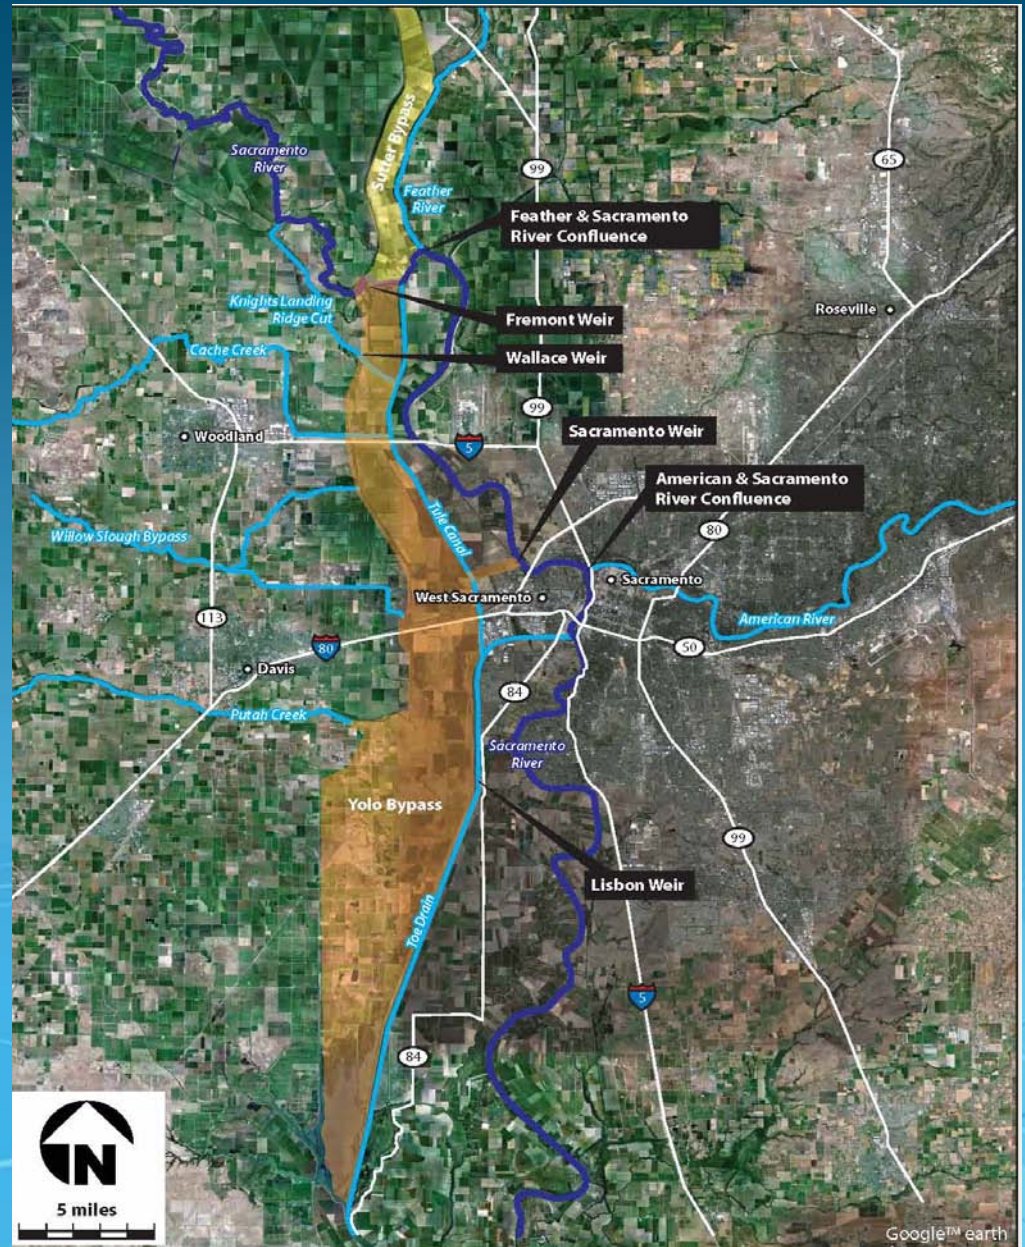 Sutter Bypass
Sacramento
River
99
65
Feather
River
Feather & Sacramento
River Confluence
Knights Landing
Ridge Cut
Fremont Weir
Roseville
Cache Creek
Wallace Weir
99
Woodland
5
Sacramento Weir
American & Sacramento
River Confluence
Tule Canal
80
Willow Slough Bypass
West Sacramento
Sacramento
113
American River
80
50
Davis
84
Putah Creek
Sacramento
River
Yolo Bypass
99
Lisbon Weir
Toe Drain
5
84
N
5 miles
Google™ earth